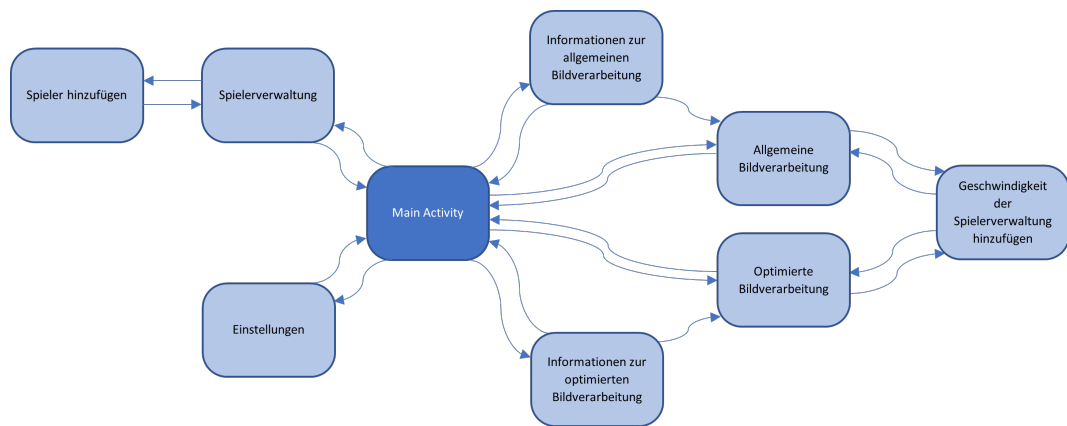 Spieler hinzufügen
Spielerverwaltung
Informationen zur
allgemeinen
Bildverarbeitung
Main Activity
Allgemeine
Bildverarbeitung
Geschwindigkeit
der
Spielerverwaltung
hinzufügen
Optimierte
Bildverarbeitung
Einstellungen
Informationen zur
optimierten
Bildverarbeitung